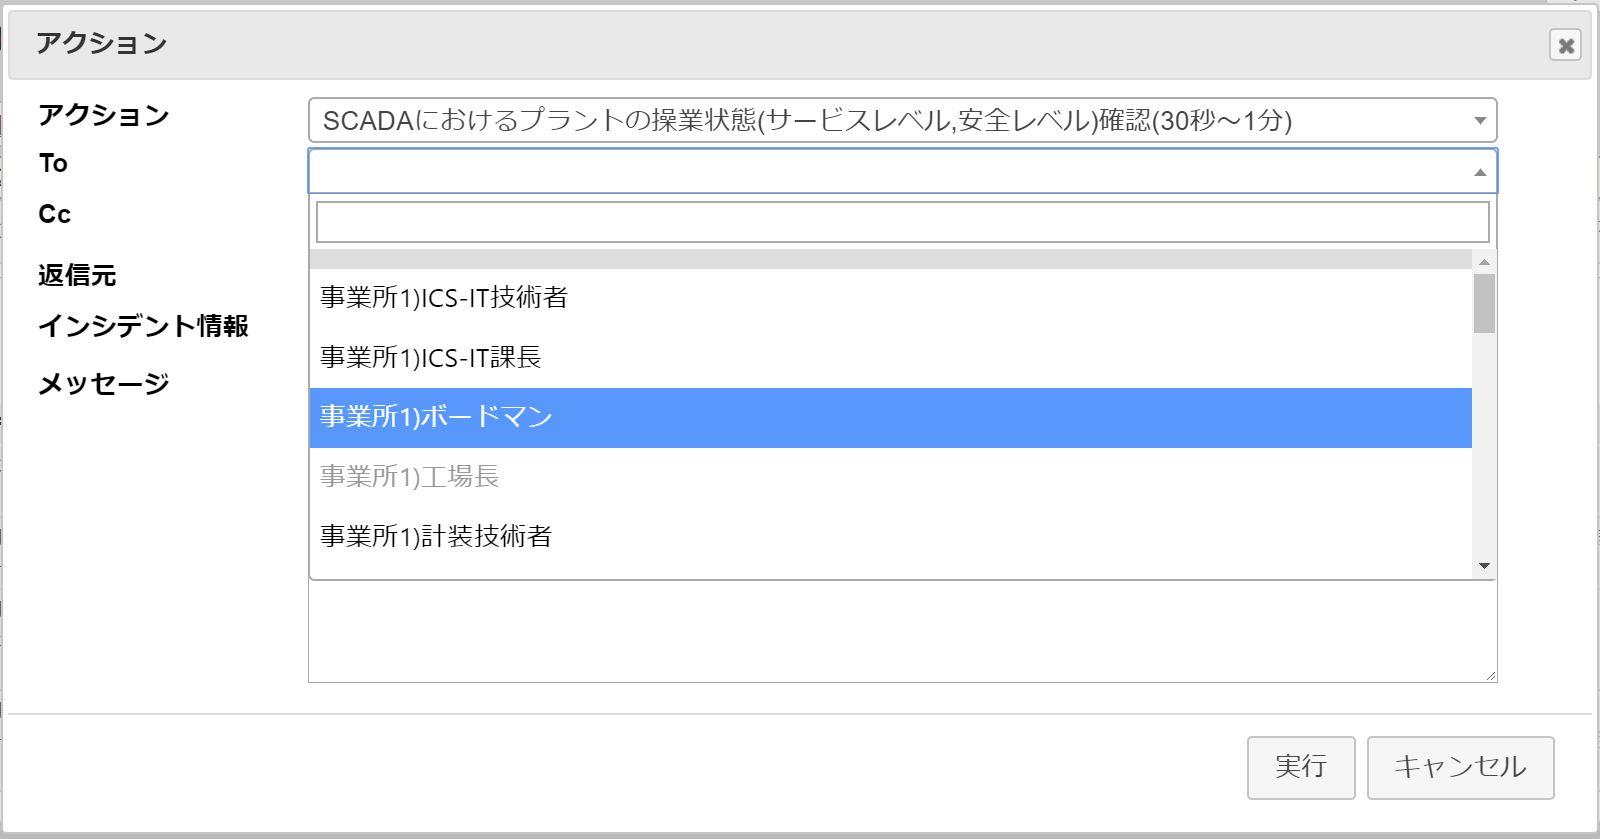 アクション
アクション
SCADAにおけるプラントの操業状態(サービスレベル,安全レベル)確認(30秒～1分)
To
Cc
返信元
インシデント情報
メッセージ
事業所1)ICS-IT技術者
事業所1)ICS-IT課長
事業所1)ボードマン
事業所1)工場長
事業所1)計装技術者
実行
キャンセル